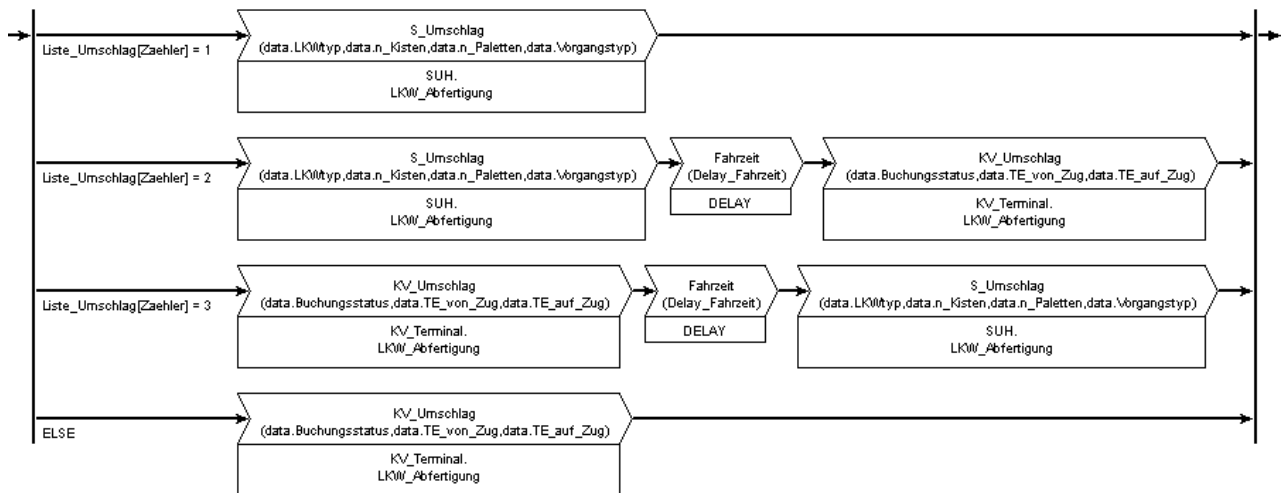 S_Umschlag
Liste_Umschlag[Zaehler] = 1
(data.LKWtyp,data.n_Kisten,data.n_Paletten,data.Vorgangstyp)
SUH.
LKW_Abfertigung
S_Umschlag
Liste_Umschlag[Zaehler] = 2
(data.LKWtyp,data.n_Kisten,data.n_Paletten,data.Vorgangstyp)
SUH.
LKW_Abfertigung
Fahrzeit
(Delay_Fahrzeit)
DELAY
KV_Umschlag
(data.Buchungsstatus,data.TE_von_Zug,data.TE_auf_Zug)
KV_Terminal.
LKW_Abfertigung
KV_Umschlag
Liste_Umschlag[Zaehler] = 3
(data.Buchungsstatus,data.TE_von_Zug,data.TE_auf_Zug)
KV_Terminal.
LKW_Abfertigung
Fahrzeit
(Delay_Fahrzeit)
DELAY
S_Umschlag
(data.LKWtyp,data.n_Kisten,data.n_Paletten,data.Vorgangstyp)
SUH.
LKW_Abfertigung
KV_Umschlag
ELSE
(data.Buchungsstatus,data.TE_von_Zug,data.TE_auf_Zug)
KV_Terminal.
LKW_Abfertigung